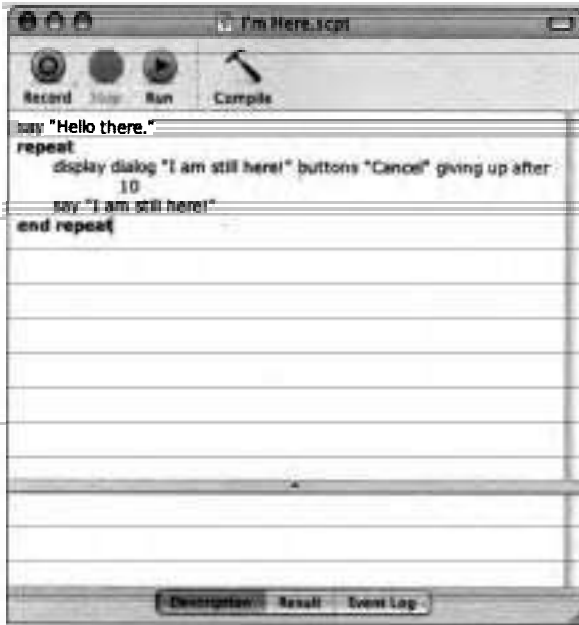 I'm Here.scpt
Record Stop Run Compile
say "Hello there."
repeat
display dialog "I am still here!" buttons "Cancel" giving up after
10
say "I am still here!"
end repeat
Description Result Event Log